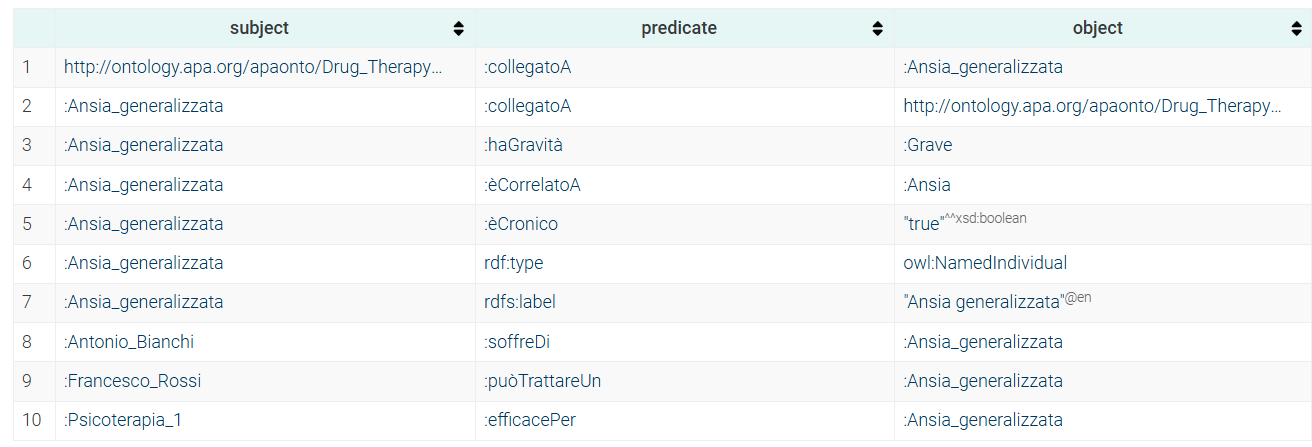 subject predicate object
1 http://ontology.apa.org/apaonto/Drug_Therapy... :collegatoA :Ansia_generalizzata
2 :Ansia_generalizzata :collegatoA http://ontology.apa.org/apaonto/Drug_Therapy...
3 :Ansia_generalizzata :haGravità :Grave
4 :Ansia_generalizzata :èCorrelatoA :Ansia
5 :Ansia_generalizzata :èCronico "true"^^xsd:boolean
6 :Ansia_generalizzata rdf:type owl:NamedIndividual
7 :Ansia_generalizzata rdfs:label "Ansia generalizzata"@en
8 :Antonio_Bianchi :soffreDi :Ansia_generalizzata
9 :Francesco_Rossi :puòTrattareUn :Ansia_generalizzata
10 :Psicoterapia_1 :efficacePer :Ansia_generalizzata